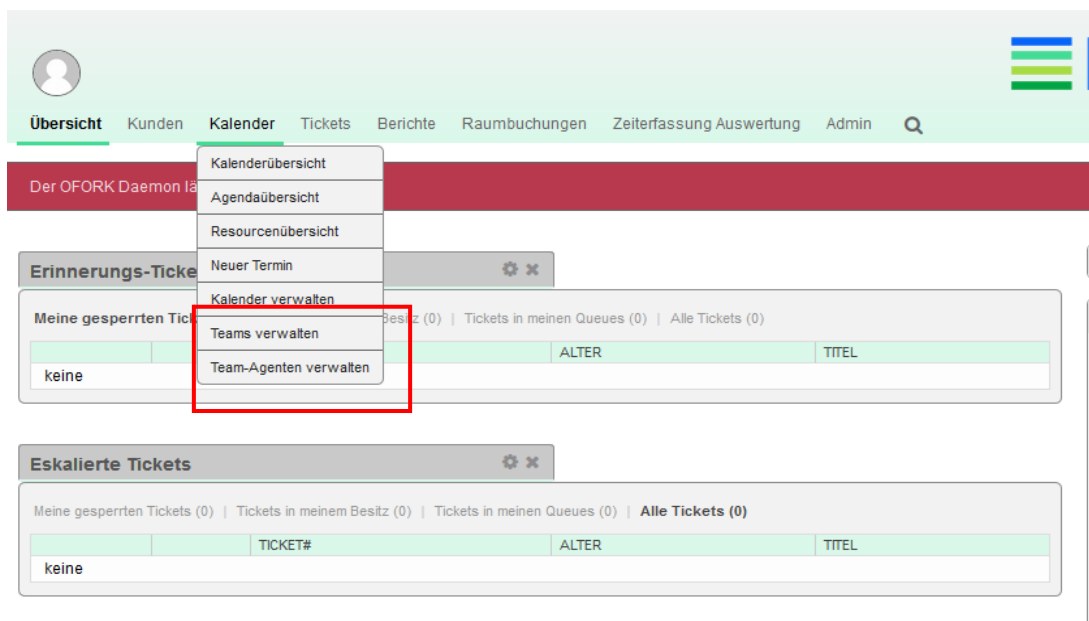 Übersicht Kunden Kalender Tickets Berichte Raumbuchungen Zeiterfassung Auswertung Admin
Kalenderübersicht
Der OFORK Daemon
Agendaübersicht
Resourcenübersicht
Neuer Termin
Erinnerungs-Ticke
Kalender verwalten
Meine gesperrten Besitz (0) | Tickets in meinen Queues (0) | Alle Tickets (0)
Teams verwalten
ALTER TITEL
Team-Agenten verwalten
keine
Eskalierte Tickets
Meine gesperrten Tickets (0) | Tickets in meinem Besitz (0) | Tickets in meinen Queues (0) | Alle Tickets (0)
TICKET# ALTER TITEL
keine